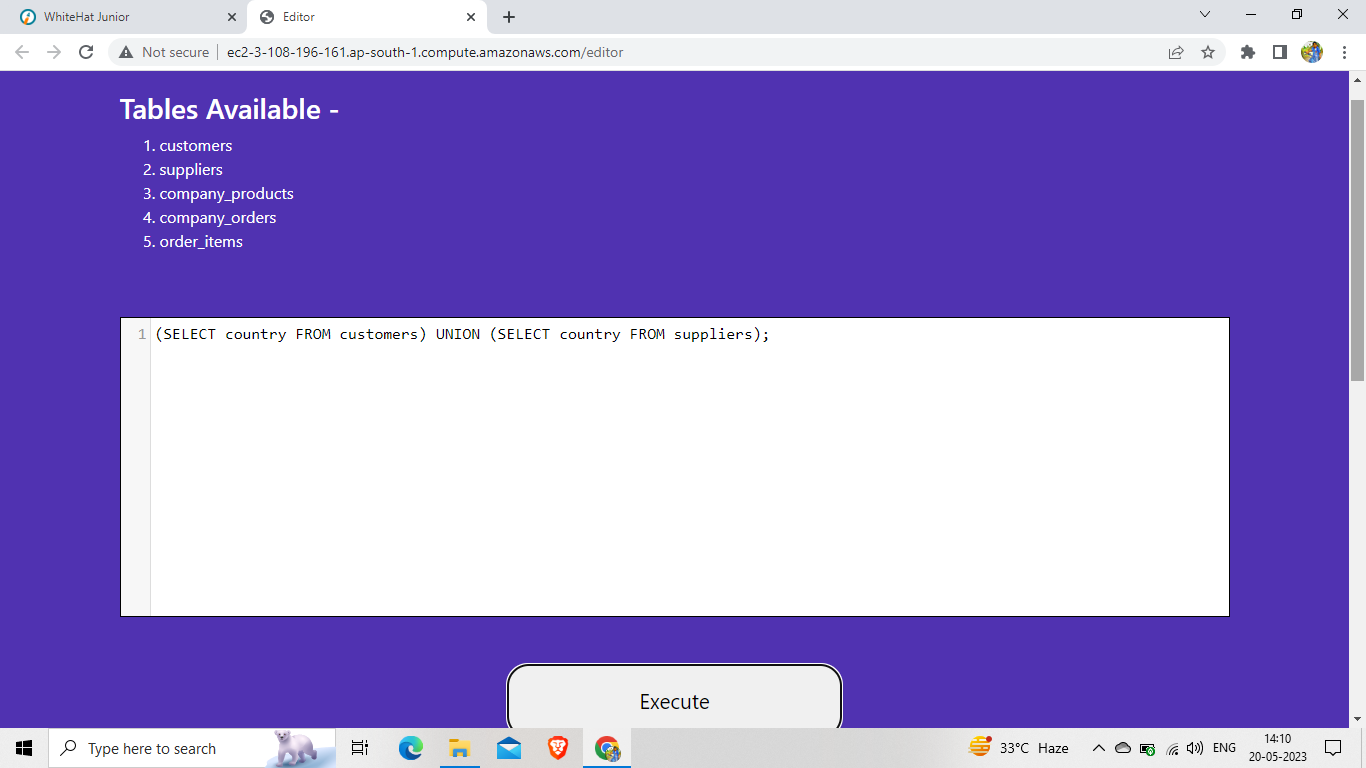 WhiteHat Junior
Editor
Not secure
ec2-3-108-196-161.ap-south-1.compute.amazonaws.com/editor
Tables Available -
1. customers
2. suppliers
3. company_products
4. company_orders
5. order_items
1 (SELECT country FROM customers) UNION (SELECT country FROM suppliers);
Execute
Type here to search
33°C Haze
ENG
14:10
20-05-2023